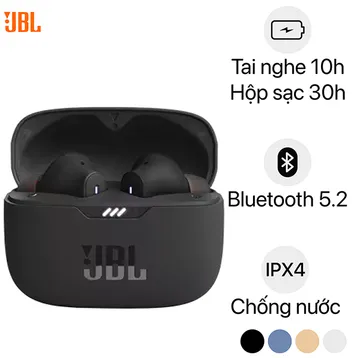 JBL
Tai nghe 10h
Hộp sạc 30h
Bluetooth 5.2
IPX4
Chống nước
JBL